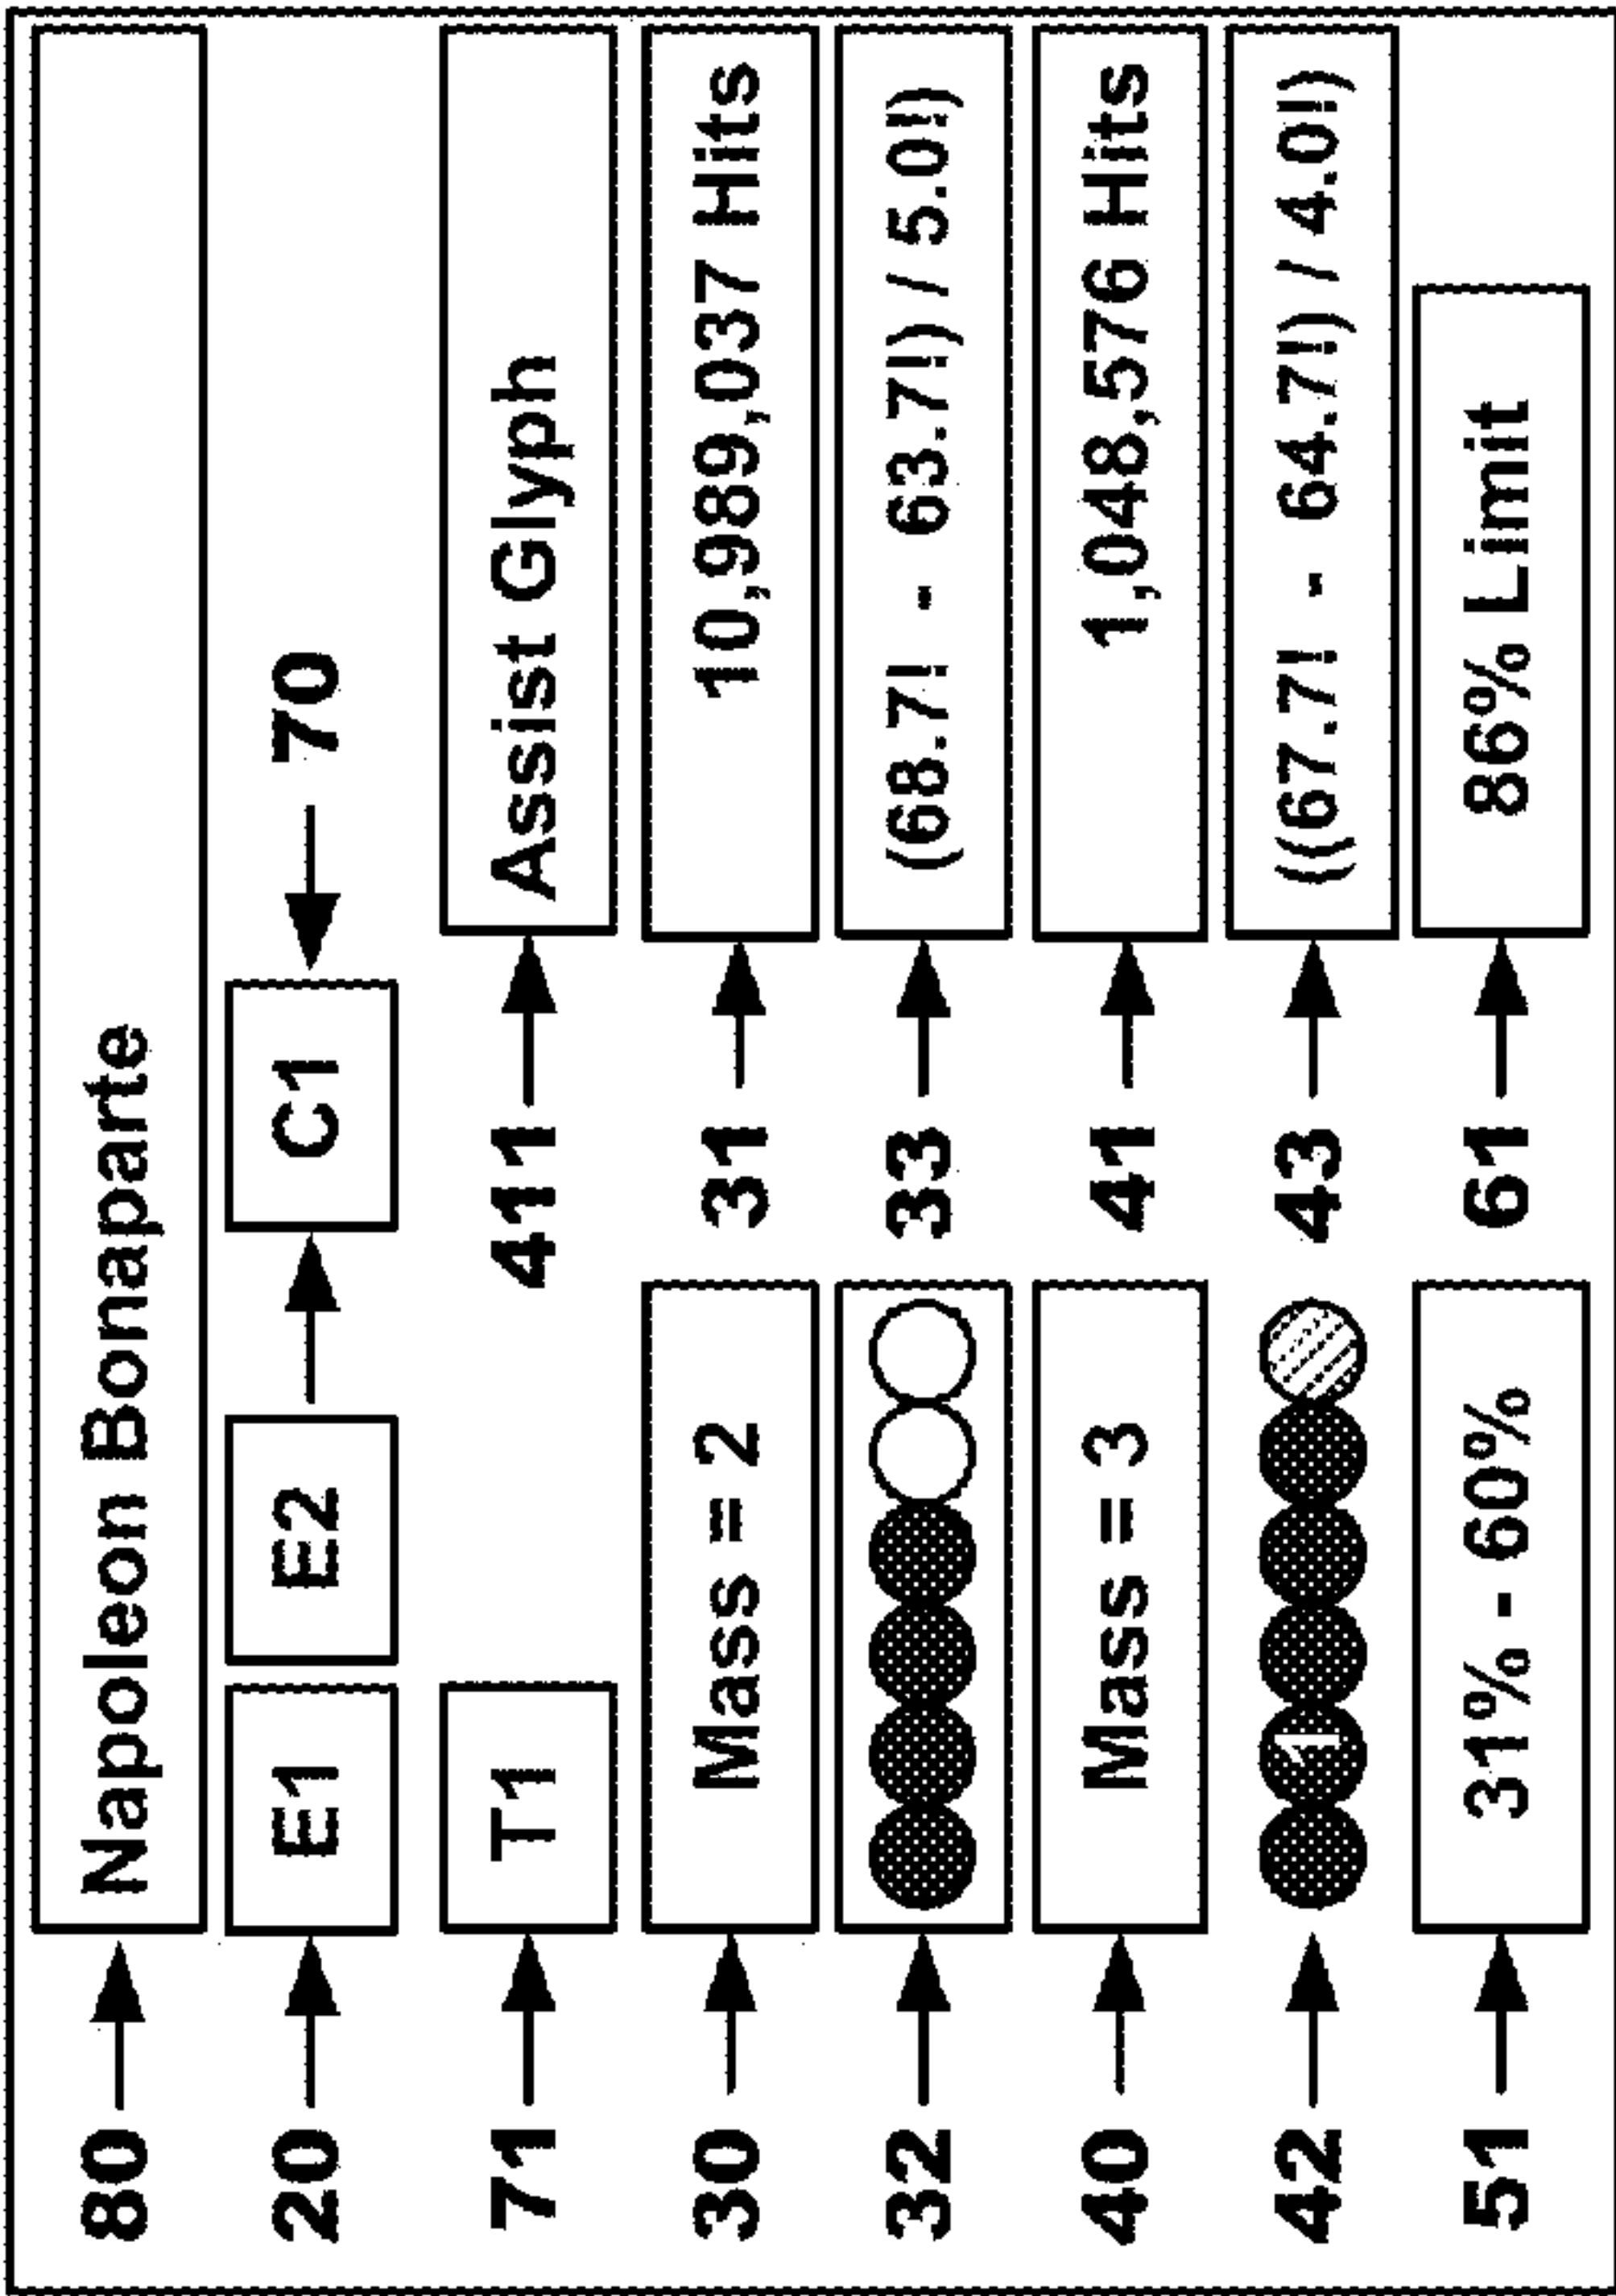 80 Napoleon Bonaparte
20 E1 E2 C1 70
71 T1 411 Assist Glyph
30 Mass = 2 31 10,989,037 Hits
32 33 (68.7! - 63.7!) / 5.0!)
40 Mass = 3 41 1,048,576 Hits
42 1 43 ((67.7! - 64.7!) / 4.0!)
51 31% - 60% 61 86% Limit